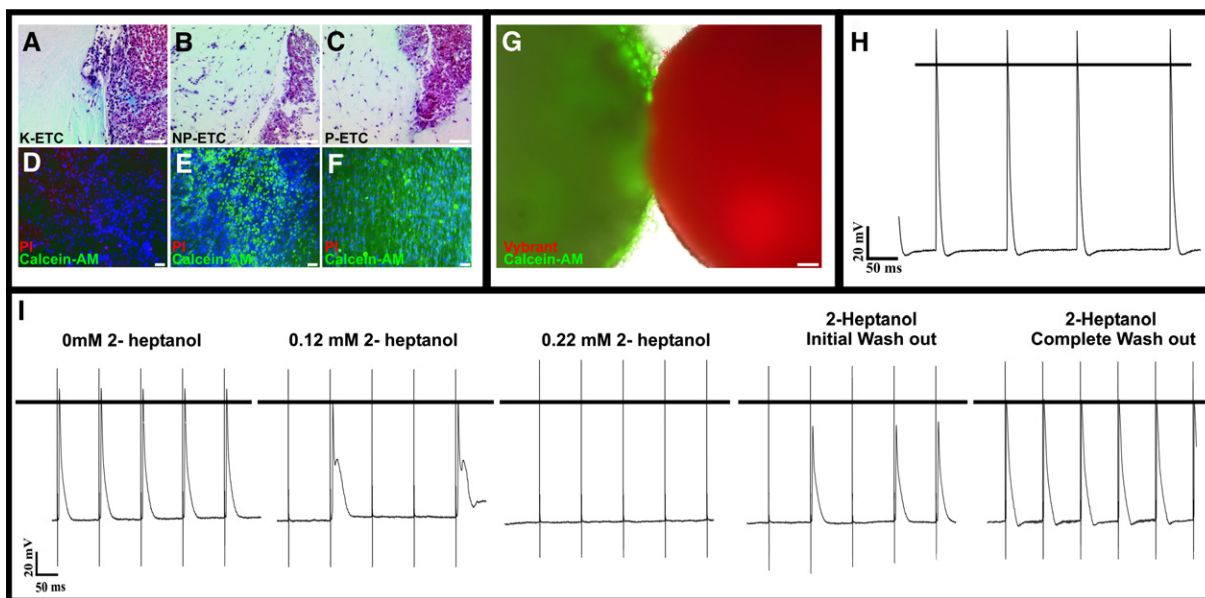 A
K-ETC
B
NP-ETC
C
P-ETC
D
PI
Calcein-AM
E
PI
Calcein-AM
F
PI
Calcein-AM
G
Vybrant
Calcein-AM
H
20 mV
50 ms
I
0mM 2- heptanol
0.12 mM 2- heptanol
0.22 mM 2- heptanol
2-Heptanol
Initial Wash out
2-Heptanol
Complete Wash out
20 mV
50 ms